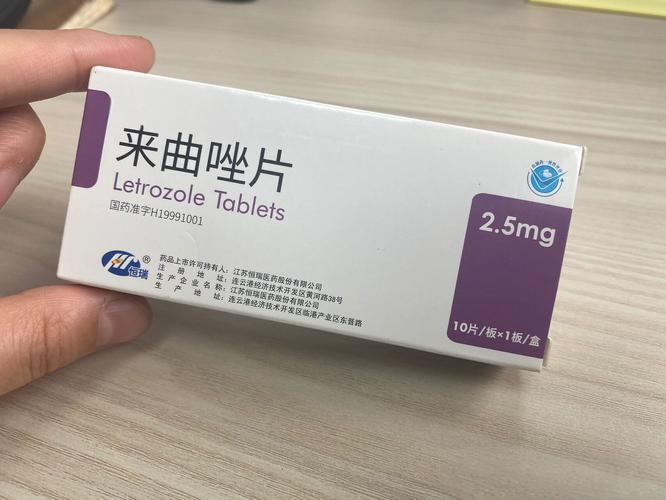 来曲唑片
Letrozole Tablets
国药准字H19991001
恒瑞®
药品上市许可持有人：江苏恒瑞医药股份有限公司
注册地址：连云港经济技术开发区黄河路38号
生产企业名称：江苏恒瑞医药股份有限公司
生产地址：连云港经济技术开发区临港产业区东晋路
2.5mg
10片/板×1板/盒